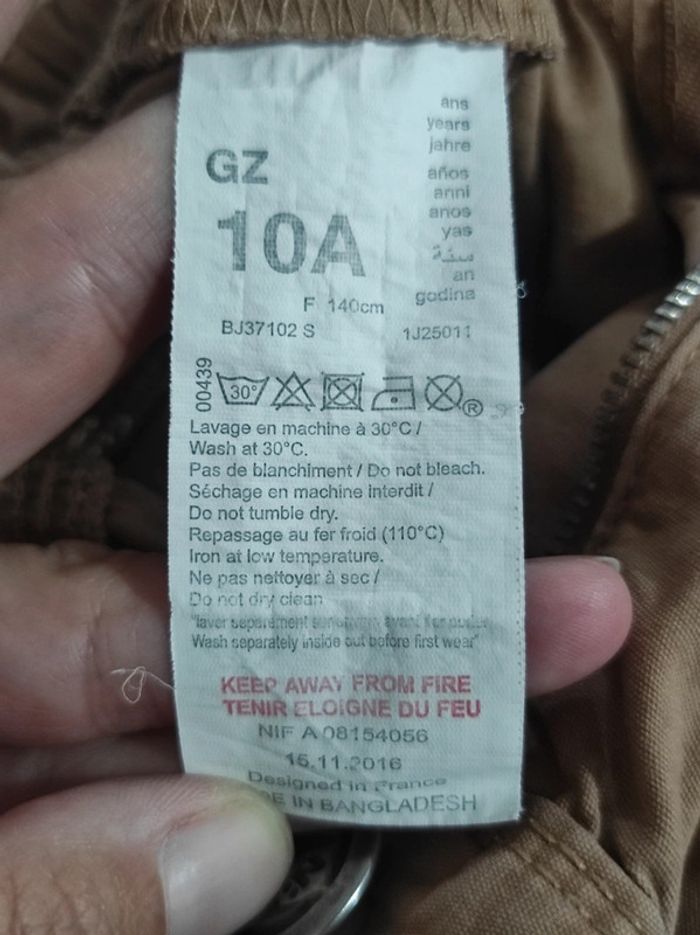 ans
years
jahre
años
anni
anos
yas
سنة
an
godina
GZ
10A
F 140cm
BJ37102 S 1J25011
00439
30° ®
Lavage en machine à 30°C /
Wash at 30°C.
Pas de blanchiment / Do not bleach.
Séchage en machine interdit /
Do not tumble dry.
Repassage au fer froid (110°C)
Iron at low temperature.
Ne pas nettoyer à sec /
Do not dry clean
"laver séparément avant
Wash separately inside out before first wear"
KEEP AWAY FROM FIRE
TENIR ELOIGNE DU FEU
NIF A 08154056
15.11.2016
Designed in France
E IN BANGLADESH